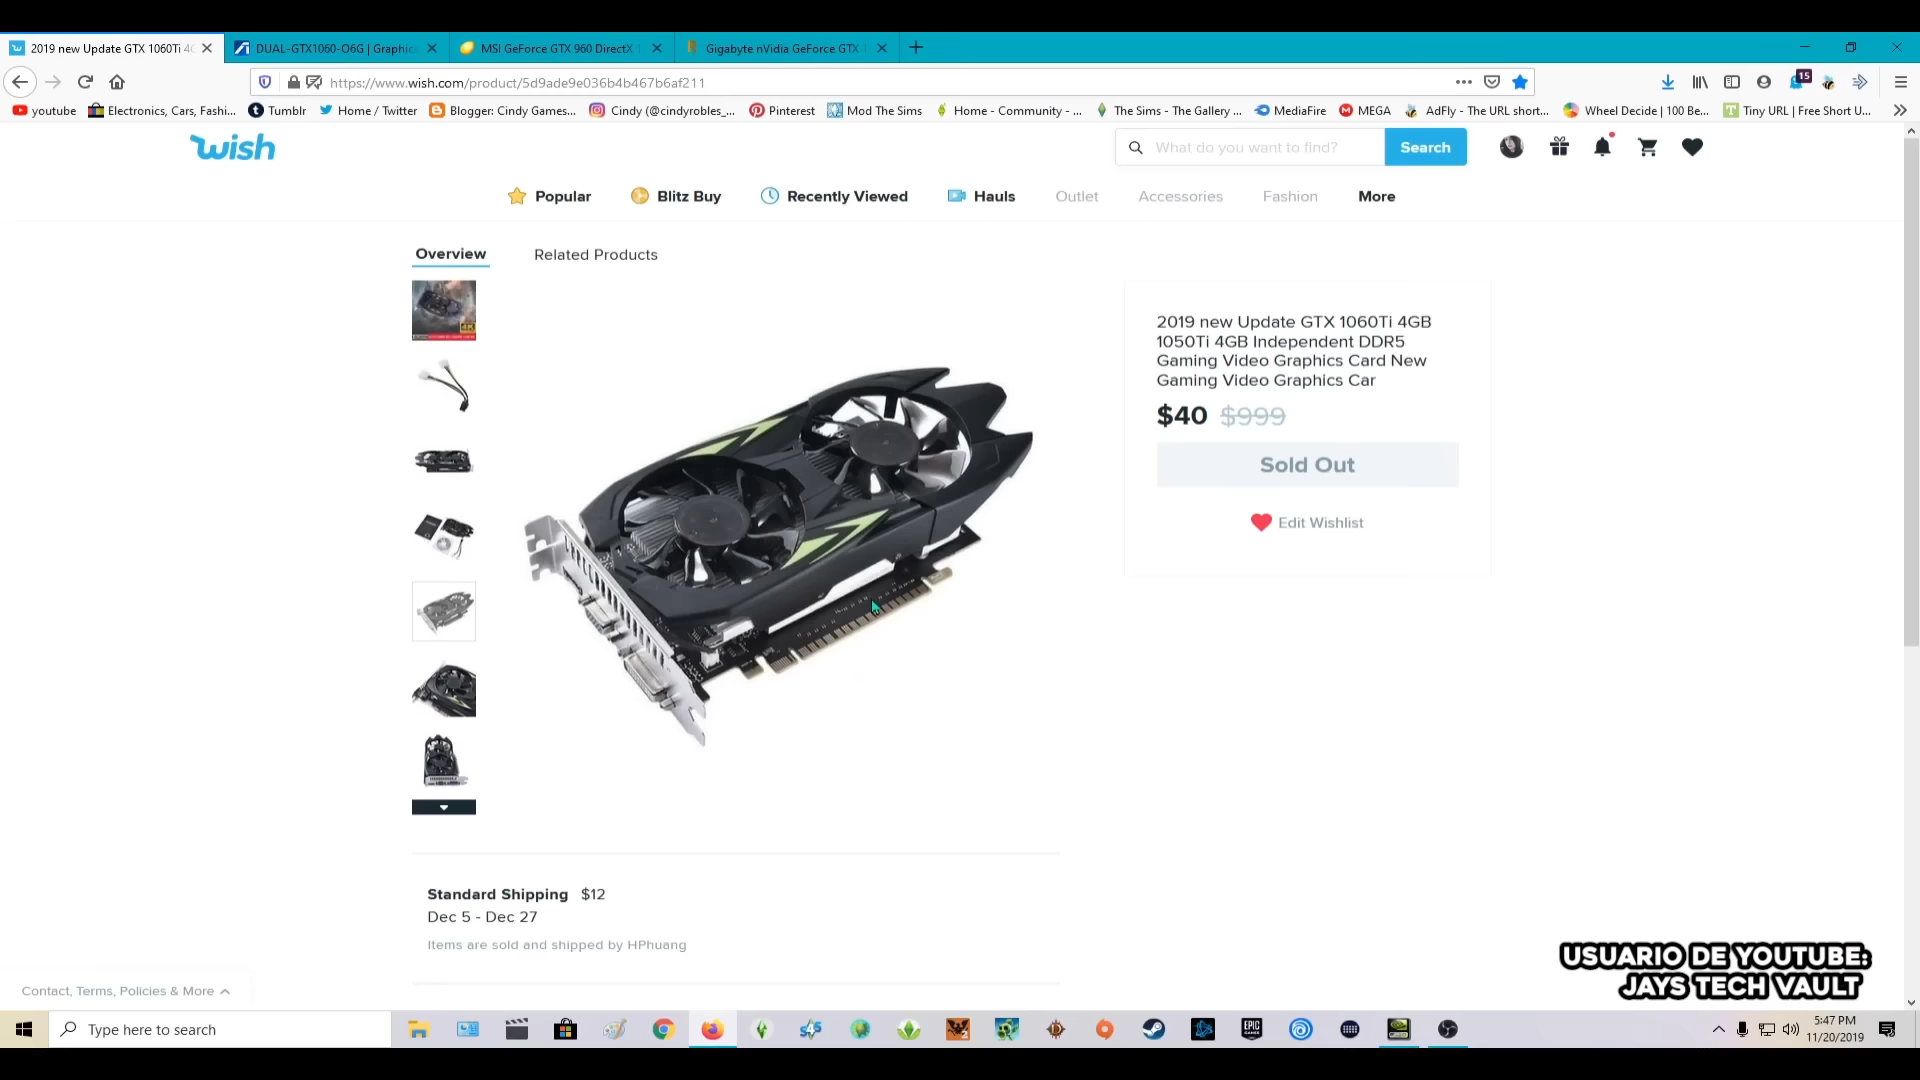 2019 new Update GTX 1060Ti 4G
DUAL-GTX1060-O6G | Graphics
MSI GeForce GTX 960 DirectX 1
Gigabyte nVidia GeForce GTX 1
https://www.wish.com/product/5d9ade9e036b4b467b6af211
15
youtube
Electronics, Cars, Fashi...
Tumblr
Home / Twitter
Blogger: Cindy Games...
Cindy (@cindyrobles_...
Pinterest
Mod The Sims
Home - Community - ...
The Sims - The Gallery ...
MediaFire
MEGA
AdFly - The URL short...
Wheel Decide | 100 Be...
Tiny URL | Free Short U...
wish
What do you want to find?
Search
Popular
Blitz Buy
Recently Viewed
Hauls
Outlet
Accessories
Fashion
More
Overview
Related Products
4K
2019 new Update GTX 1060Ti 4GB
1050Ti 4GB Independent DDR5
Gaming Video Graphics Card New
Gaming Video Graphics Car
$40 $999
Sold Out
Edit Wishlist
Standard Shipping $12
Dec 5 - Dec 27
Items are sold and shipped by HPhuang
USUARIO DE YOUTUBE:
JAYS TECH VAULT
Contact, Terms, Policies & More
Type here to search
EPIC
5:47 PM
11/20/2019